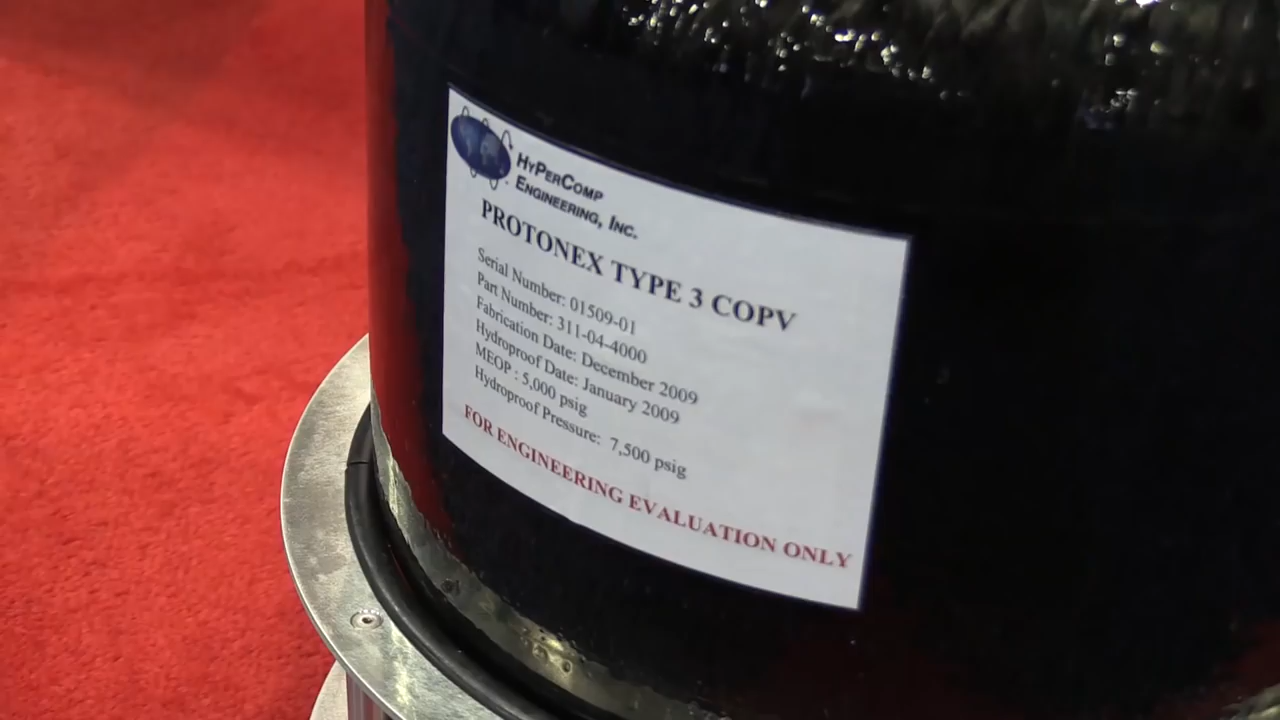 HyPerComp
Engineering, Inc.
PROTONEX TYPE 3 COPV
Serial Number: 01509-01
Part Number: 311-04-4000
Fabrication Date: December 2009
Hydroproof Date: January 2009
MEOP : 5,000 psig
Hydroproof Pressure: 7,500 psig
FOR ENGINEERING EVALUATION ONLY